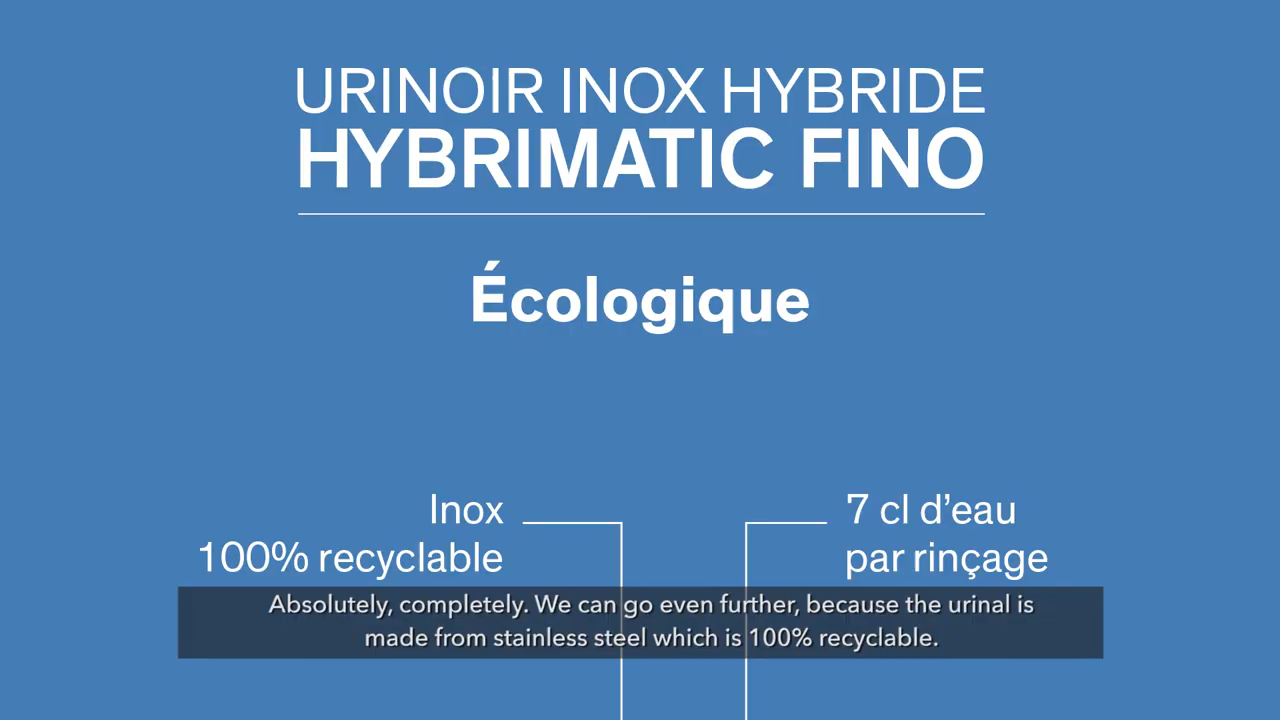 URINOIR INOX HYBRIDE
HYBRIMATIC FINO
Écologique
Inox
100% recyclable
7 cl d’eau
par rinçage
Absolutely, completely. We can go even further, because the urinal is
made from stainless steel which is 100% recyclable.